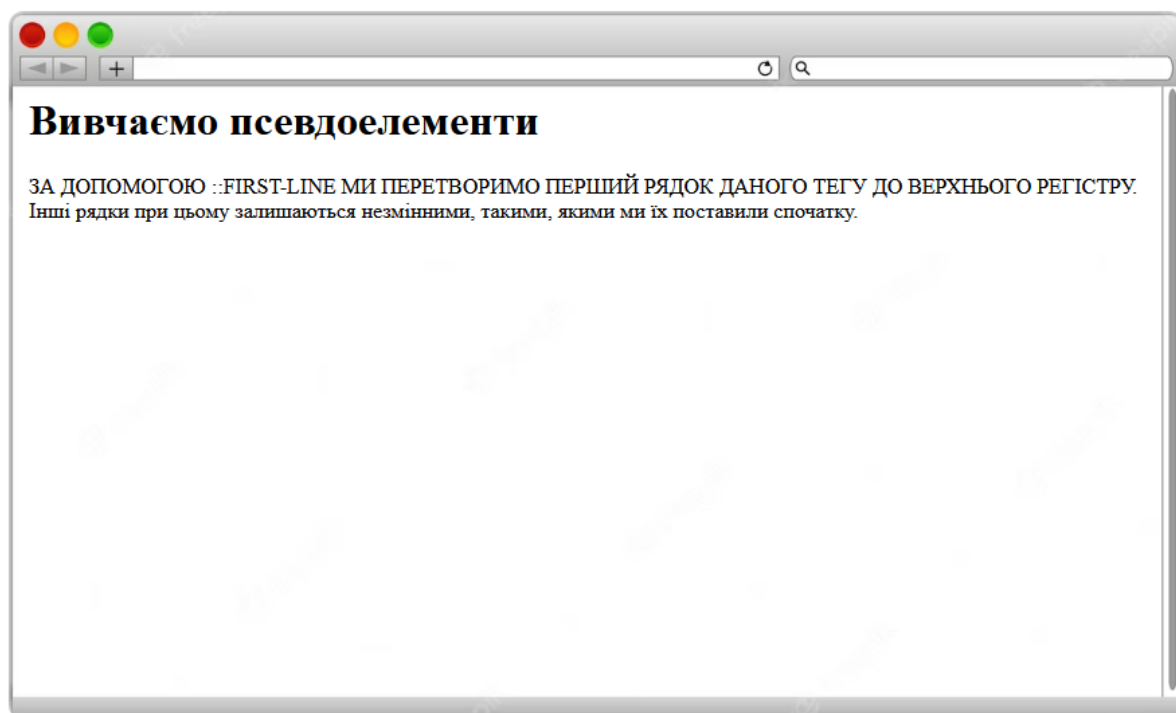 Вивчаємо псевдоелементи
ЗА ДОПОМОГОЮ ::FIRST-LINE МИ ПЕРЕТВОРИМО ПЕРШИЙ РЯДОК ДАНОГО ТЕГУ ДО ВЕРХНЬОГО РЕГІСТРУ.
Інші рядки при цьому залишаються незмінними, такими, якими ми їх поставили спочатку.